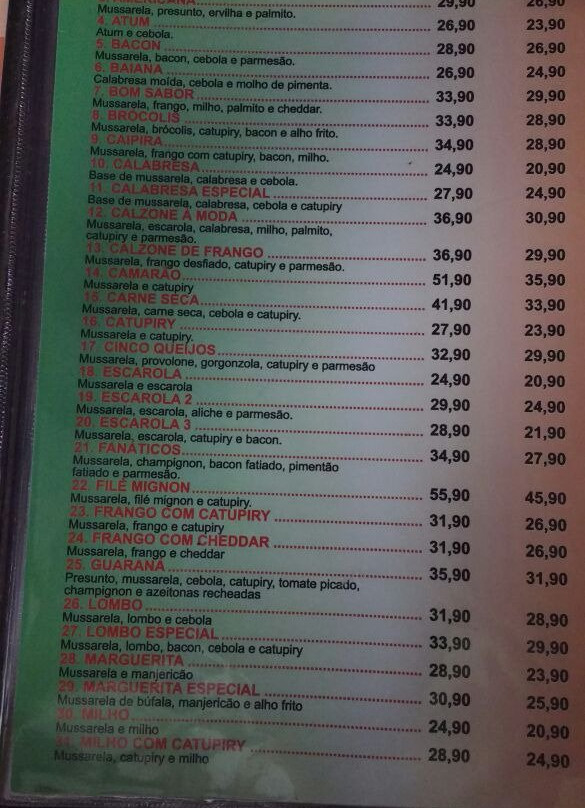 3. AMERICANA 29,90 26,90
Mussarela, presunto, ervilha e palmito.
4. ATUM 26,90 23,90
Atum e cebola.
5. BACON 28,90 26,90
Mussarela, bacon, cebola e parmesão.
6. BAIANA 26,90 24,90
Calabresa moída, cebola e molho de pimenta.
7. BOM SABOR 33,90 29,90
Mussarela, frango, milho, palmito e cheddar.
8. BRÓCOLIS 33,90 28,90
Mussarela, brócolis, catupiry, bacon e alho frito.
9. CAIPIRA 34,90 28,90
Mussarela, frango com catupiry, bacon, milho.
10. CALABRESA 24,90 20,90
Base de mussarela, calabresa e cebola.
11. CALABRESA ESPECIAL 27,90 24,90
Base de mussarela, calabresa, cebola e catupiry
12. CALZONE À MODA 36,90 30,90
Mussarela, escarola, calabresa, milho, palmito,
catupiry e parmesão.
13. CALZONE DE FRANGO 36,90 29,90
Mussarela, frango desfiado, catupiry e parmesão.
14. CAMARÃO 51,90 35,90
Mussarela e catupiry
15. CARNE SECA 41,90 33,90
Mussarela, carne seca, cebola e catupiry.
16. CATUPIRY 27,90 23,90
Mussarela e catupiry.
17. CINCO QUEIJOS 32,90 29,90
Mussarela, provolone, gorgonzola, catupiry e parmesão
18. ESCAROLA 24,90 20,90
Mussarela e escarola
19. ESCAROLA 2 29,90 24,90
Mussarela, escarola, aliche e parmesão.
20. ESCAROLA 3 28,90 21,90
Mussarela, escarola, catupiry e bacon.
21. FANÁTICOS 34,90 27,90
Mussarela, champignon, bacon fatiado, pimentão
fatiado e parmesão.
22. FILÉ MIGNON 55,90 45,90
Mussarela, filé mignon e catupiry.
23. FRANGO COM CATUPIRY 31,90 26,90
Mussarela, frango e catupiry
24. FRANGO COM CHEDDAR 31,90 26,90
Mussarela, frango e cheddar
25. GUARANÁ 35,90 31,90
Presunto, mussarela, cebola, catupiry, tomate picado,
champignon e azeitonas recheadas
26. LOMBO 31,90 28,90
Mussarela, lombo e cebola
27. LOMBO ESPECIAL 33,90 29,90
Mussarela, lombo, bacon, cebola e catupiry
28. MARGUERITA 28,90 23,90
Mussarela e manjericão
29. MARGUERITA ESPECIAL 30,90 25,90
Mussarela de búfala, manjericão e alho frito
30. MILHO 24,90 20,90
Mussarela e milho
31. MILHO COM CATUPIRY 28,90 24,90
Mussarela, catupiry e milho